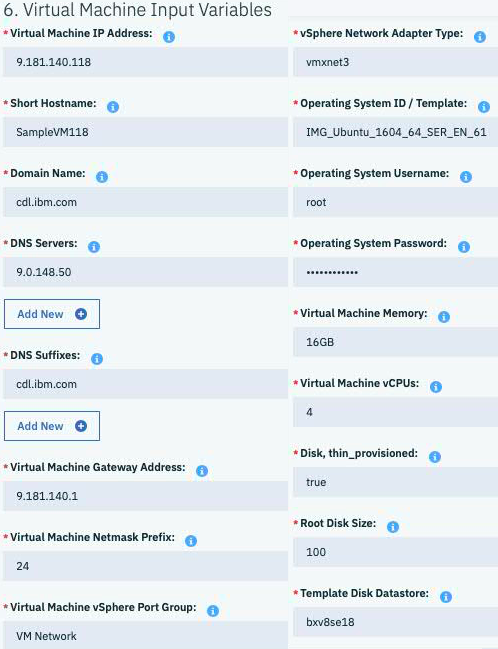 6. Virtual Machine Input Variables
* Virtual Machine IP Address:
9.181.140.118
* Short Hostname:
SampleVM118
* Domain Name:
cdl.ibm.com
* DNS Servers:
9.0.148.50
Add New
* DNS Suffixes:
cdl.ibm.com
Add New
* Virtual Machine Gateway Address:
9.181.140.1
* Virtual Machine Netmask Prefix:
24
* Virtual Machine vSphere Port Group:
VM Network
* vSphere Network Adapter Type:
vmxnet3
* Operating System ID / Template:
IMG_Ubuntu_1604_64_SER_EN_61
* Operating System Username:
root
* Operating System Password:
••••••••••••
* Virtual Machine Memory:
16GB
* Virtual Machine vCPUs:
4
* Disk, thin_provisioned:
true
* Root Disk Size:
100
* Template Disk Datastore:
bxv8se18